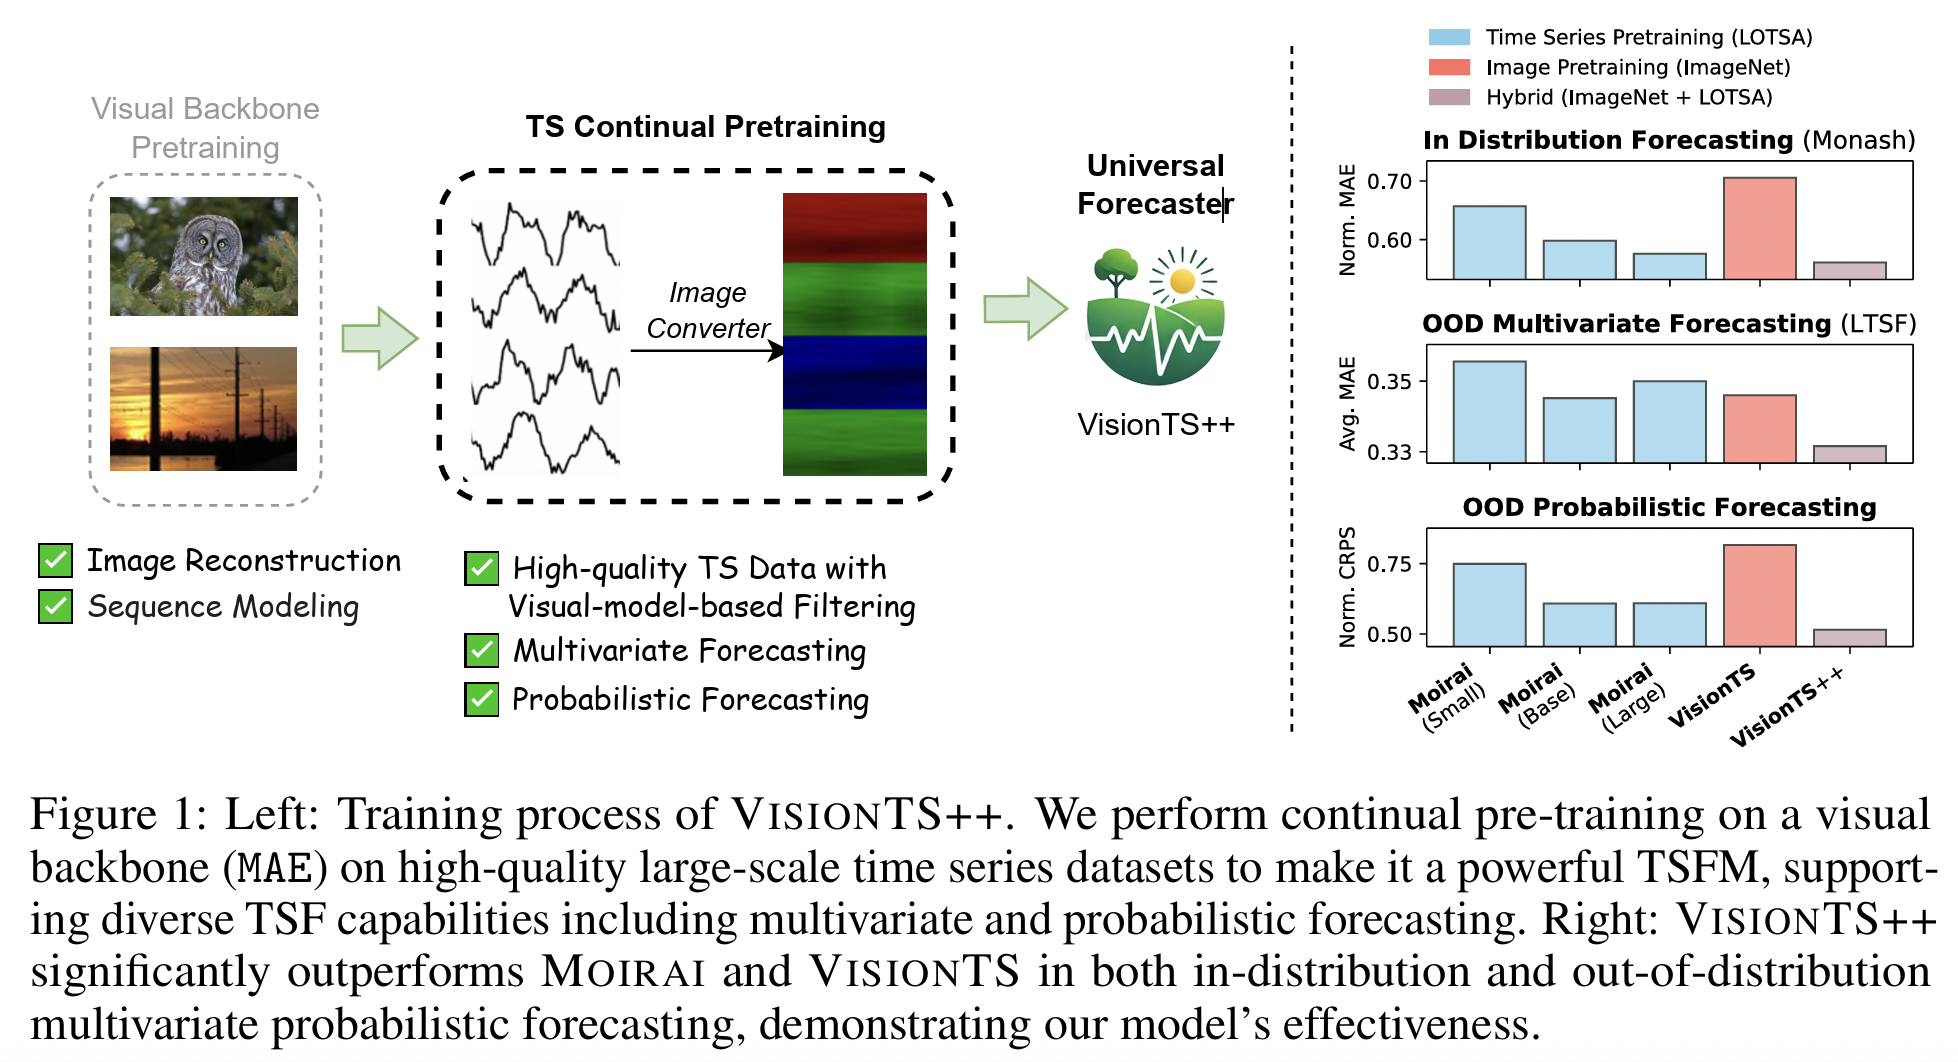 Visual Backbone
Pretraining
Image Reconstruction
Sequence Modeling
TS Continual Pretraining
Image
Converter
High-quality TS Data with
Visual-model-based Filtering
Multivariate Forecasting
Probabilistic Forecasting
Universal
Forecaster
VisionTS++
Time Series Pretraining (LOTSA)
Image Pretraining (ImageNet)
Hybrid (ImageNet + LOTSA)
In Distribution Forecasting (Monash)
Norm. MAE
0.70
0.60
OOD Multivariate Forecasting (LTSF)
Avg. MAE
0.35
0.33
OOD Probabilistic Forecasting
Norm. CRPS
0.75
0.50
Moirai
(Small)
Moirai
(Base)
Moirai
(Large)
VisionTS
VisionTS++
Figure 1: Left: Training process of VISIONTS++. We perform continual pre-training on a visual
backbone (MAE) on high-quality large-scale time series datasets to make it a powerful TSFM, support-
ing diverse TSF capabilities including multivariate and probabilistic forecasting. Right: VISIONTS++
significantly outperforms MOIRAI and VISIONTS in both in-distribution and out-of-distribution
multivariate probabilistic forecasting, demonstrating our model's effectiveness.